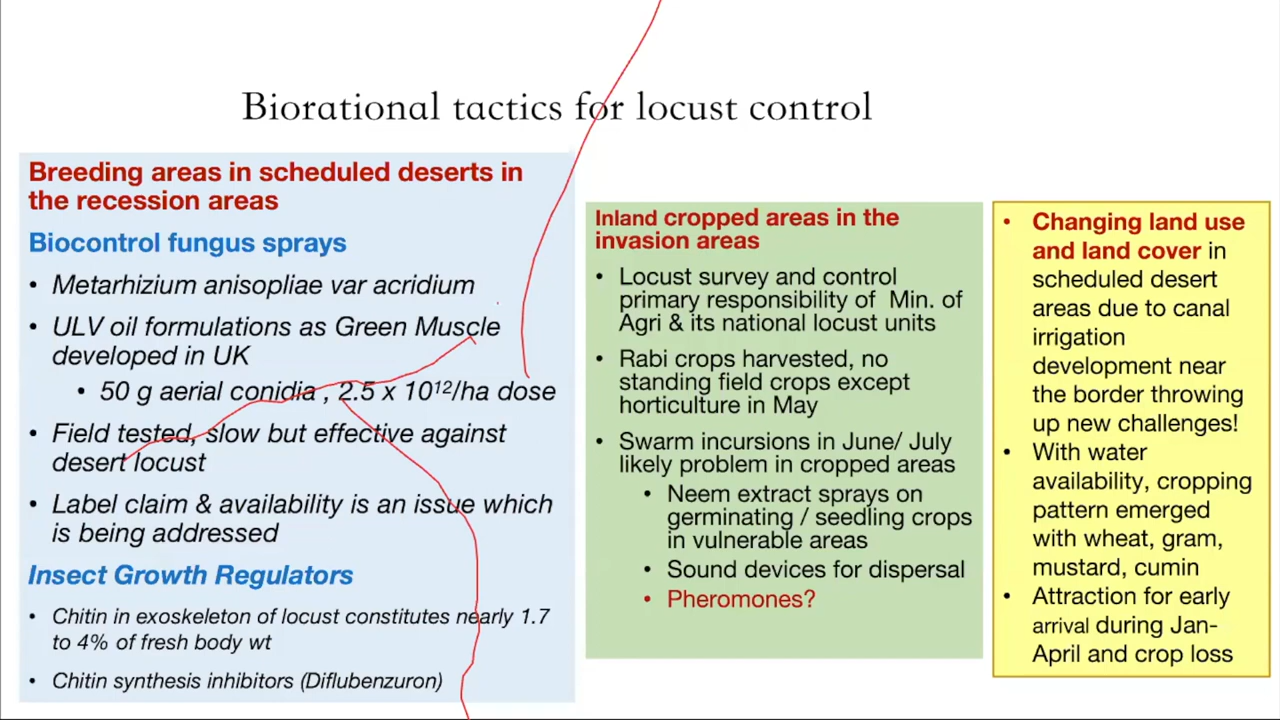 Biorational tactics for locust control
Breeding areas in scheduled deserts in
the recession areas
Biocontrol fungus sprays
• Metarhizium anisopliae var acridium
• ULV oil formulations as Green Muscle
developed in UK
• 50 g aerial conidia , 2.5 x 10¹²/ha dose
• Field tested, slow but effective against
desert locust
• Label claim & availability is an issue which
is being addressed
Insect Growth Regulators
• Chitin in exoskeleton of locust constitutes nearly 1.7
to 4% of fresh body wt
• Chitin synthesis inhibitors (Diflubenzuron)
Inland cropped areas in the
invasion areas
• Locust survey and control
primary responsibility of Min. of
Agri & its national locust units
• Rabi crops harvested, no
standing field crops except
horticulture in May
• Swarm incursions in June/ July
likely problem in cropped areas
• Neem extract sprays on
germinating / seedling crops
in vulnerable areas
• Sound devices for dispersal
• Pheromones?
• Changing land use
and land cover in
scheduled desert
areas due to canal
irrigation
development near
the border throwing
up new challenges!
• With water
availability, cropping
pattern emerged
with wheat, gram,
mustard, cumin
• Attraction for early
arrival during Jan-
April and crop loss